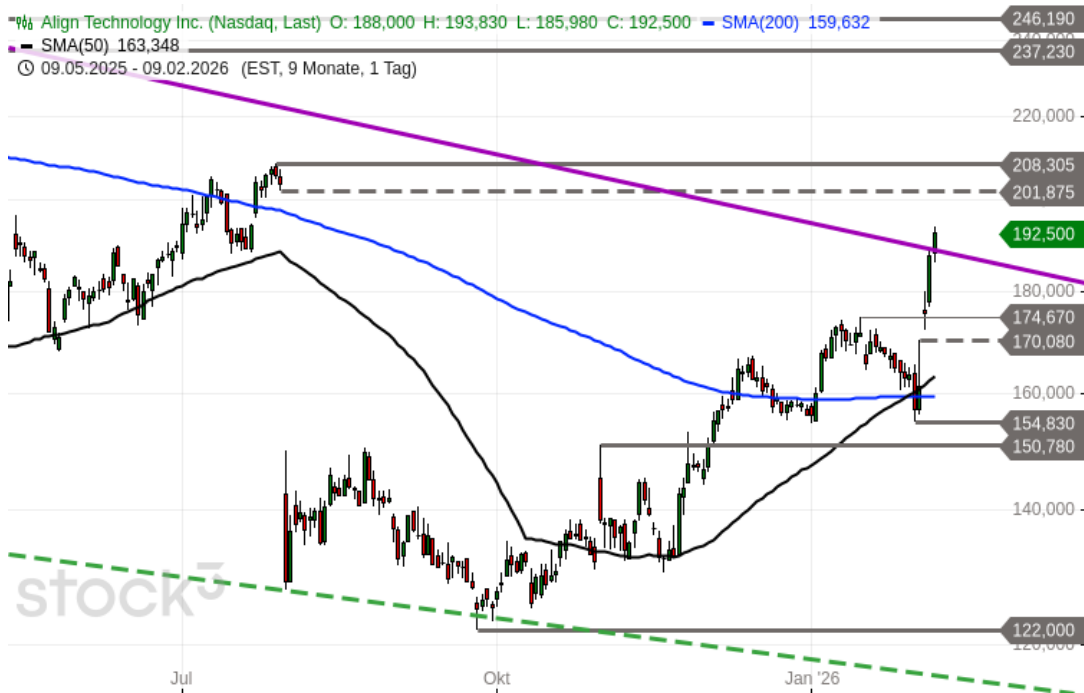 Align Technology Inc. (Nasdaq, Last) O: 188,000 H: 193,830 L: 185,980 C: 192,500 SMA(200) 159,632
SMA(50) 163,348
09.05.2025 - 09.02.2026 (EST, 9 Monate, 1 Tag)
246,190
237,230
220,000
208,305
201,875
192,500
180,000
174,670
170,080
160,000
154,830
150,780
140,000
122,000
120,000
stock3
Jul
Okt
Jan '26